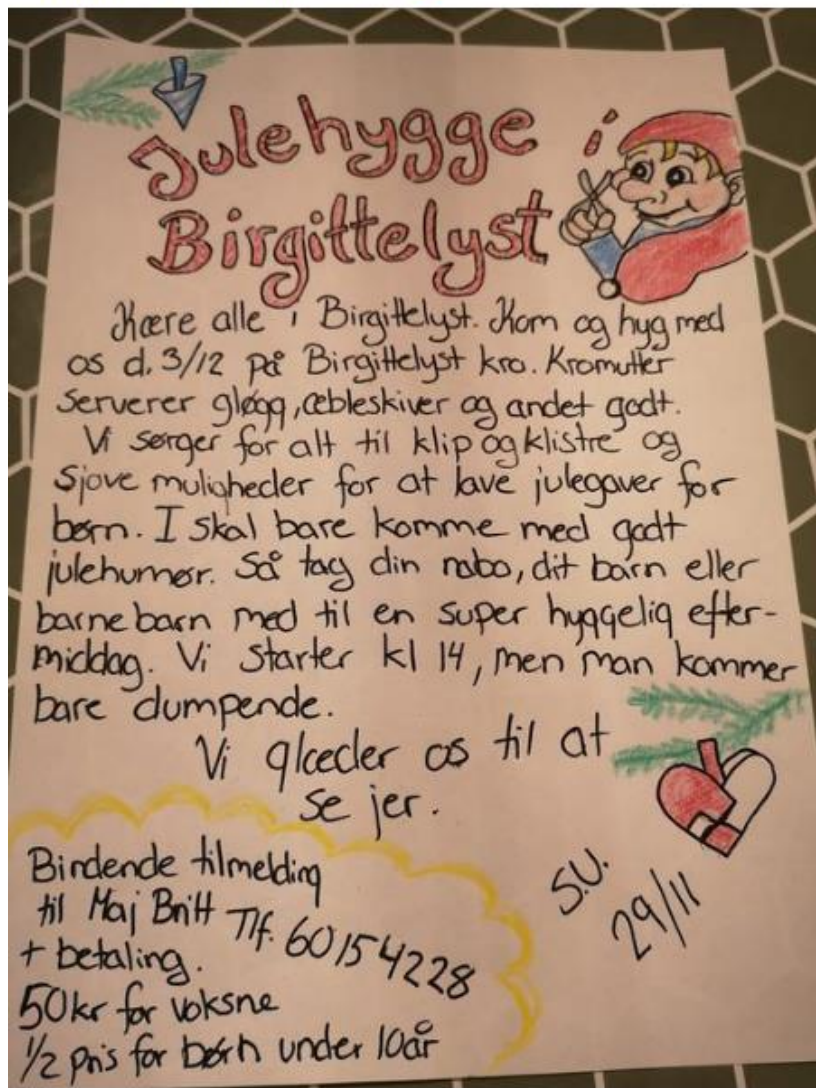 Julehygge i
Birgittelyst
Kære alle i Birgittelyst. Kom og hyg med
os d. 3/12 på Birgittelyst kro. Kromutter
serverer gløgg, æbleskiver og andet godt.
Vi sørger for alt til klip og klistre og
sjove muligheder for at lave julegaver for
børn. I skal bare komme med godt
julehumør. Så tag din nabo, dit barn eller
barnebarn med til en super hyggelig efter-
middag. Vi starter kl 14, men man kommer
bare dumpende.
Vi glæder os til at
se jer.
S.U.
29/11
Bindende tilmelding
til Maj Britt Tlf. 60154228
+ betaling.
50kr for voksne
1/2 pris for børn under 10år